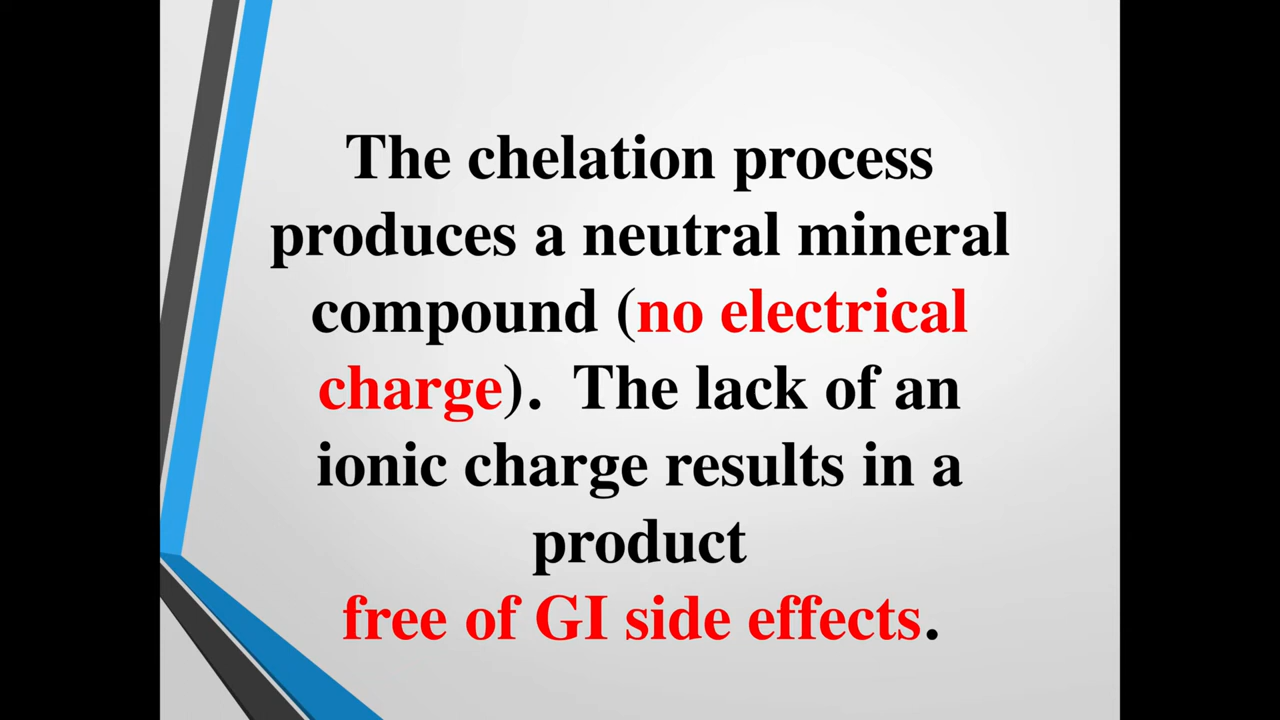 The chelation process
produces a neutral mineral
compound (no electrical
charge).  The lack of an
ionic charge results in a
product
free of GI side effects.